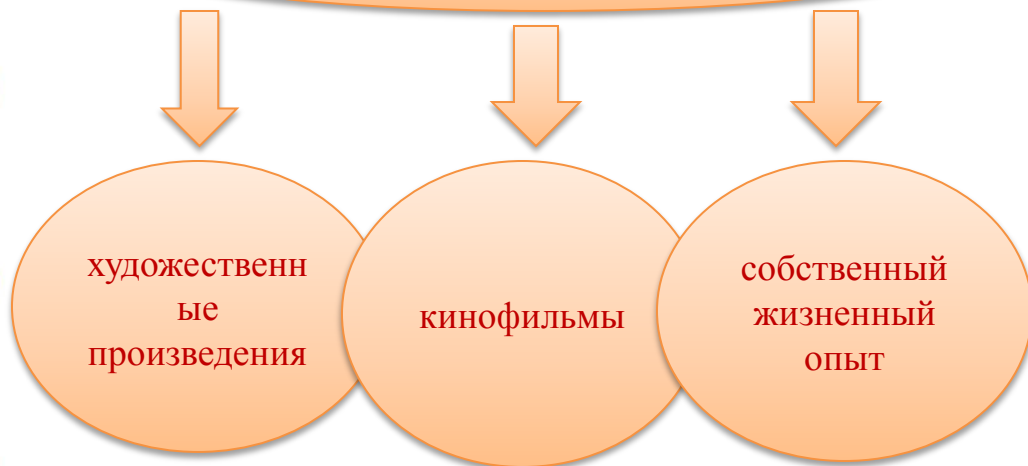 художественн
ые
произведения
кинофильмы
собственный
жизненный
опыт